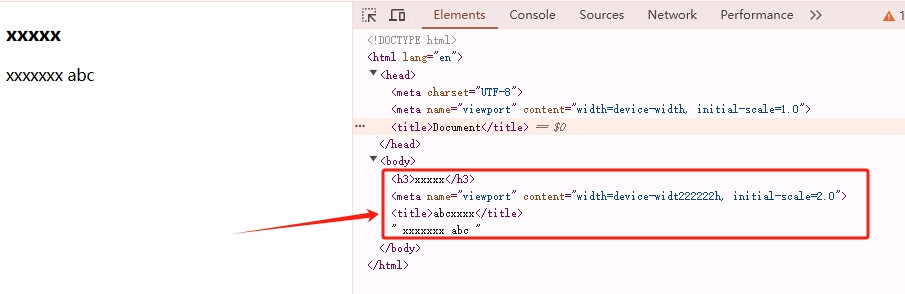 xxxxx
xxxxxxx abc
Elements Console Sources Network Performance 1
<!DOCTYPE html>
<html lang="en">
<head>
<meta charset="UTF-8">
<meta name="viewport" content="width=device-width, initial-scale=1.0">
<title>Document</title> == $0
</head>
<body>
<h3>xxxxx</h3>
<meta name="viewport" content="width=device-widt222222h, initial-scale=2.0">
<title>abcxxxx</title>
" xxxxxxx abc "
</body>
</html>